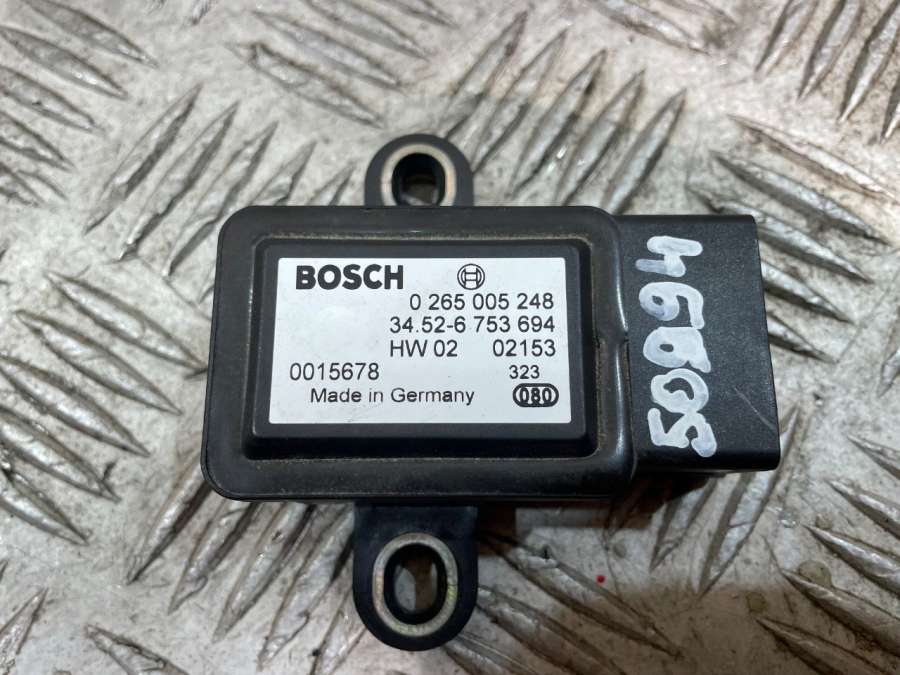 BOSCH
0 265 005 248
34.52-6 753 694
HW 02 02153
0015678 323
Made in Germany 080